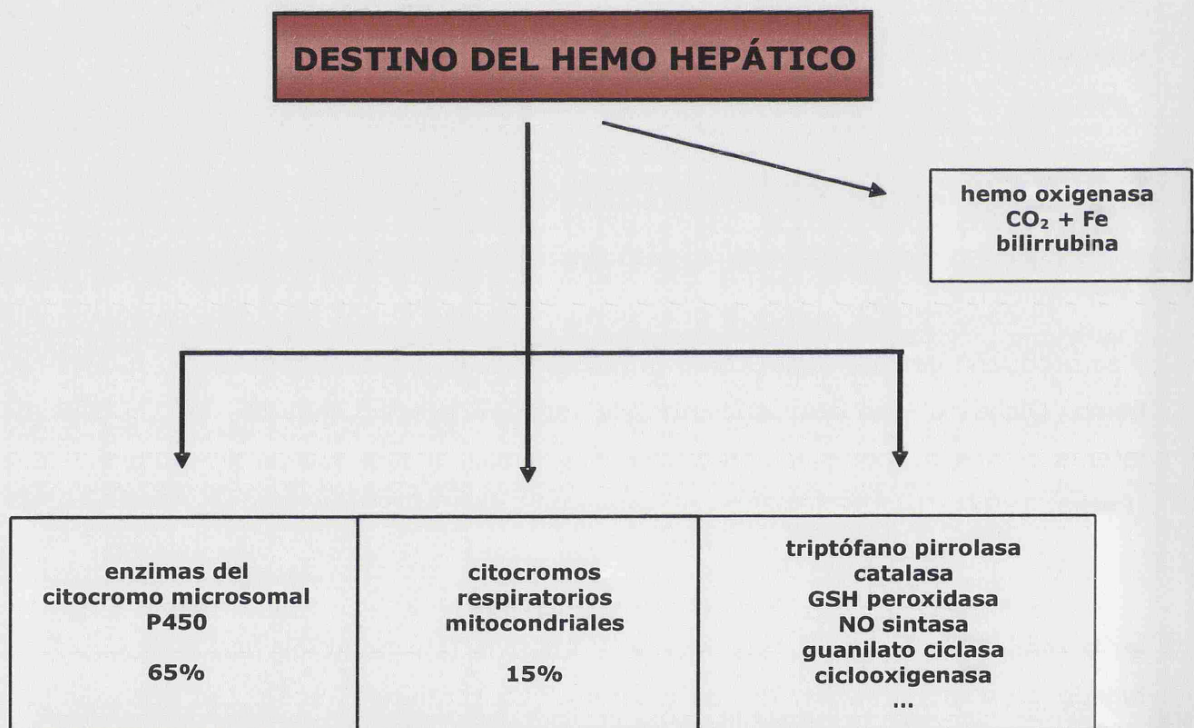 DESTINO DEL HEMO HEPÁTICO
hemo oxigenasa
CO₂ + Fe
bilirrubina
enzimas del
citocromo microsomal
P450
65%
citocromos
respiratorios
mitocondriales
15%
triptófano pirrolasa
catalasa
GSH peroxidasa
NO sintasa
guanilato ciclasa
ciclooxigenasa
...